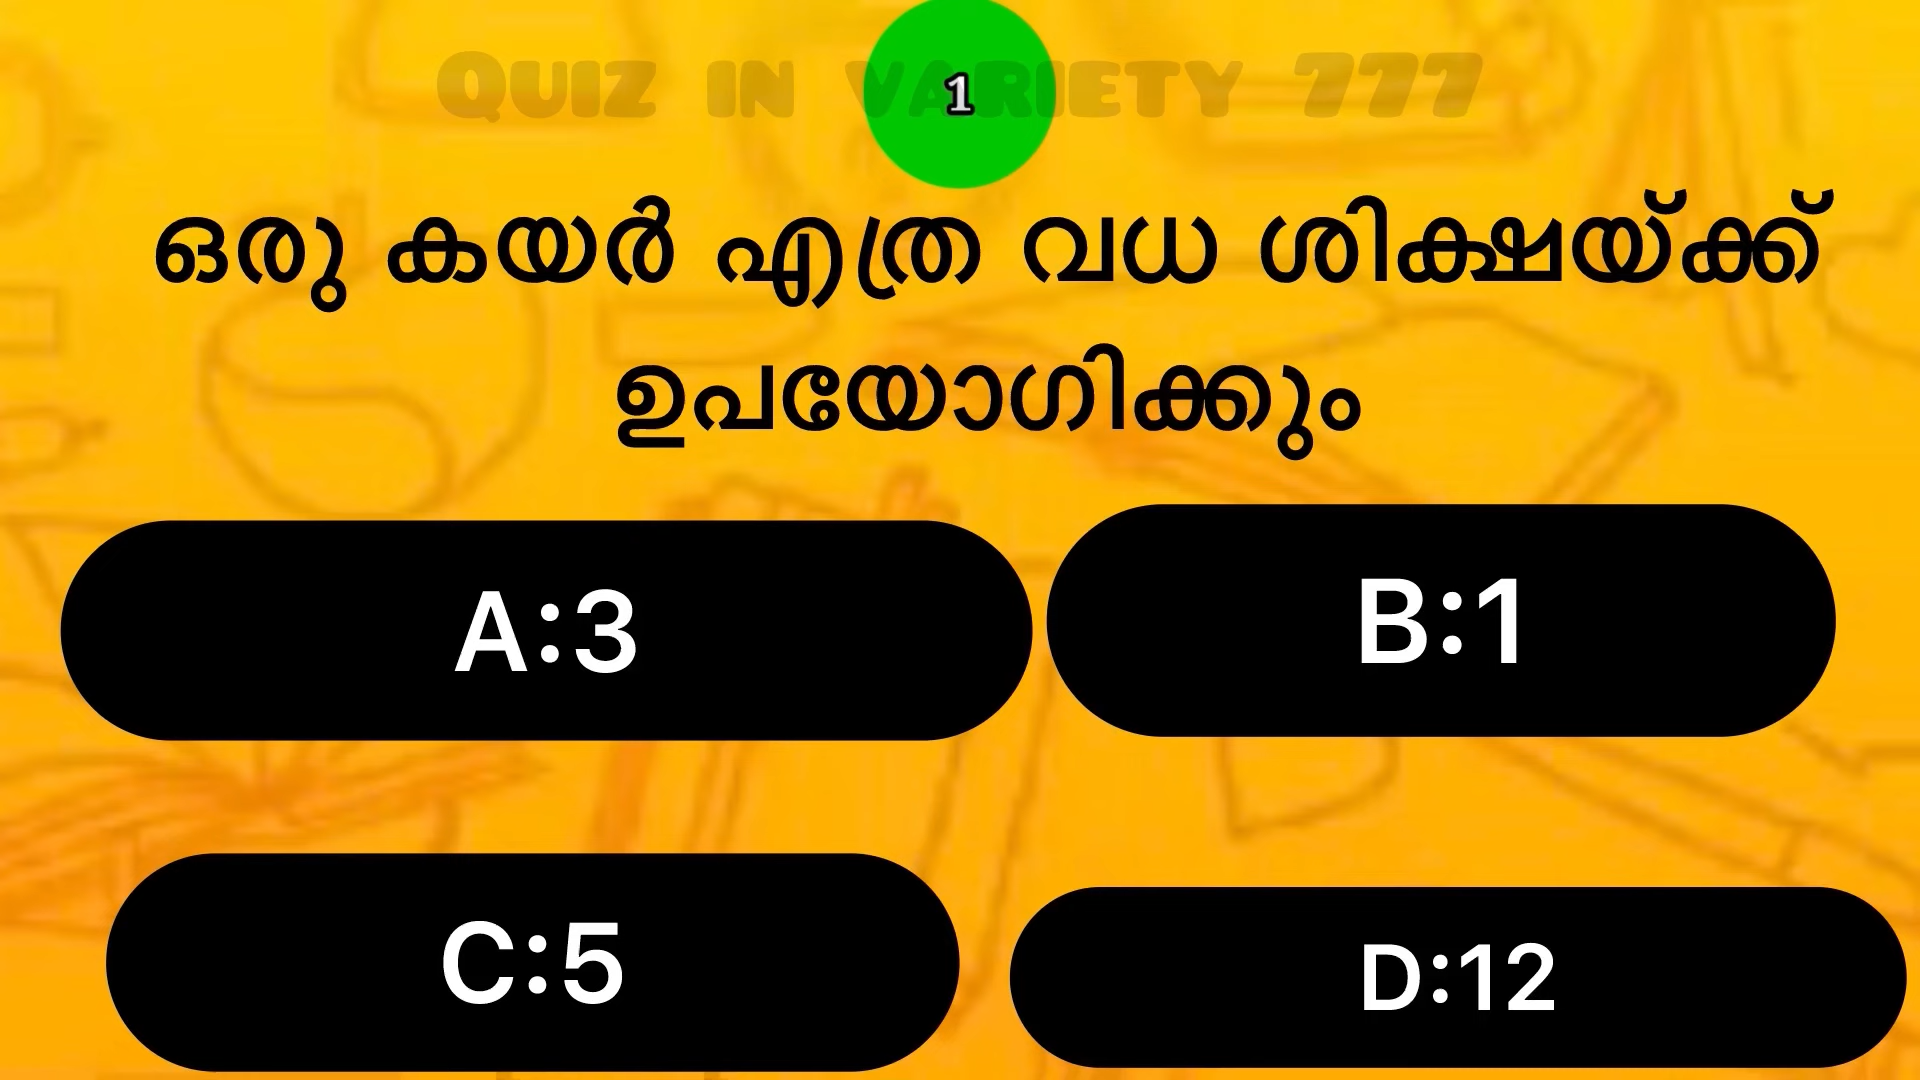 QUIZ IN VARIETY 777
1
ഒരു കയർ എത്ര വധ ശിക്ഷയ്ക്ക്
ഉപയോഗിക്കും
A:3
B:1
C:5
D:12